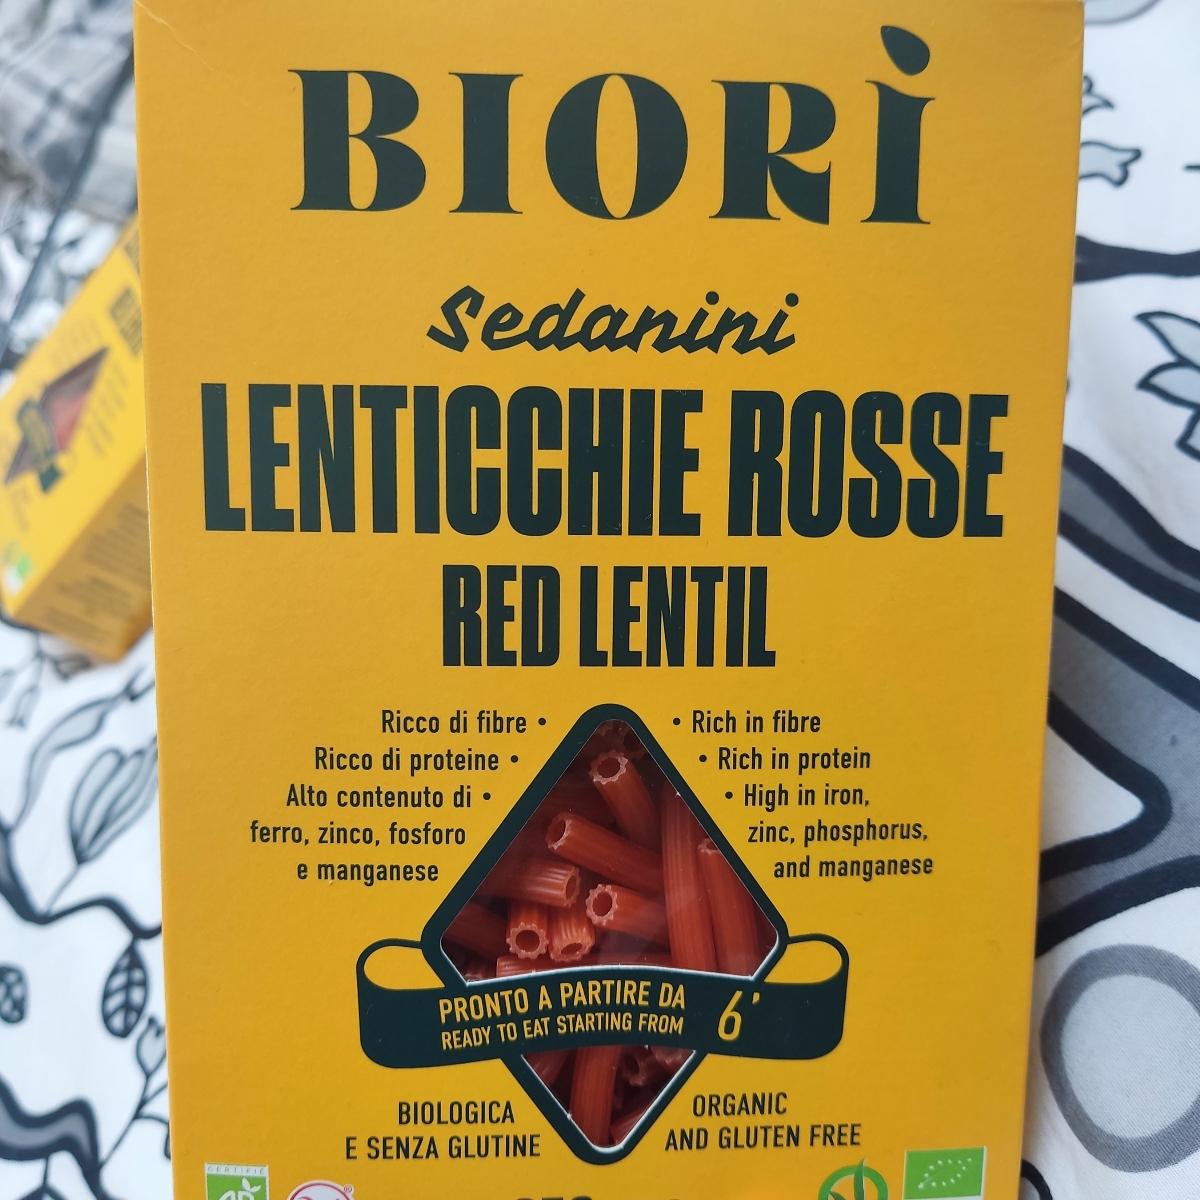 BIORÌ
Sedanini
LENTICCHIE ROSSE
RED LENTIL
Ricco di fibre •
Ricco di proteine •
Alto contenuto di •
ferro, zinco, fosforo
e manganese
• Rich in fibre
• Rich in protein
• High in iron,
zinc, phosphorus,
and manganese
PRONTO A PARTIRE DA
READY TO EAT STARTING FROM
6'
BIOLOGICA
E SENZA GLUTINE
ORGANIC
AND GLUTEN FREE
CERTIFIÉ